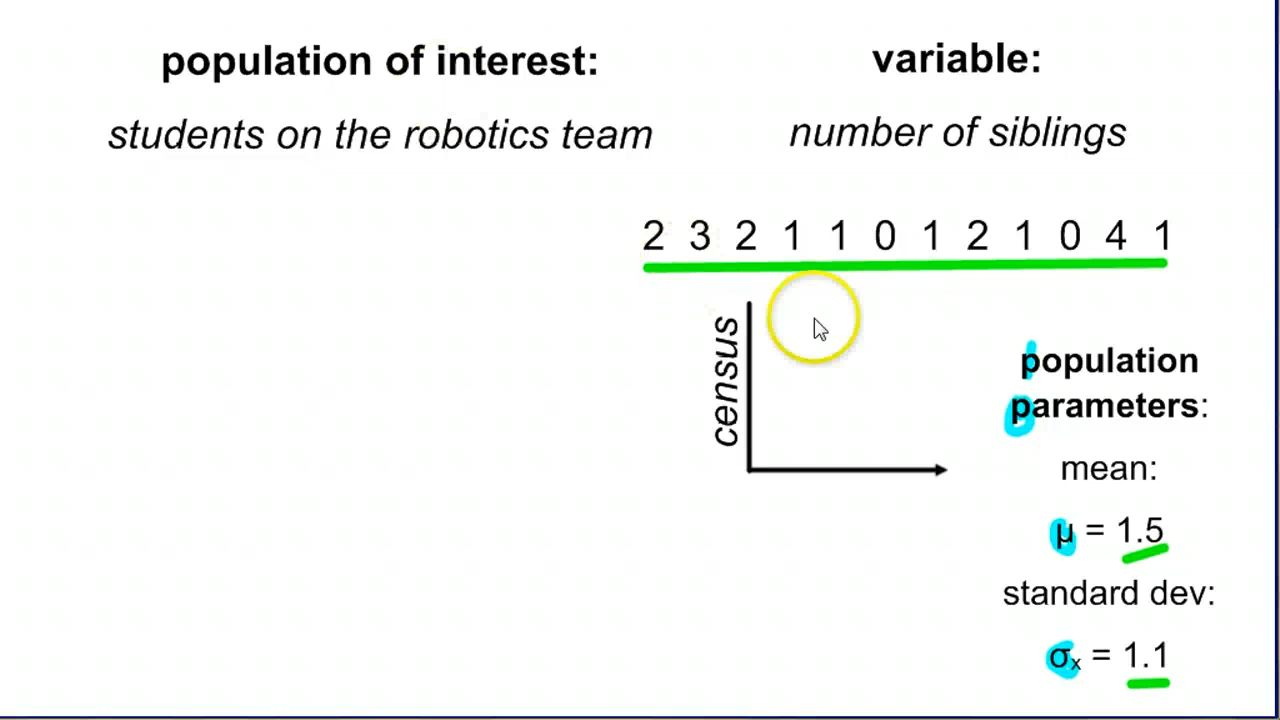 population of interest:
variable:
students on the robotics team
number of siblings
2 3 2 1 1 0 1 2 1 0 4 1
census
population
parameters:
mean:
μ = 1.5
standard dev:
σₓ = 1.1